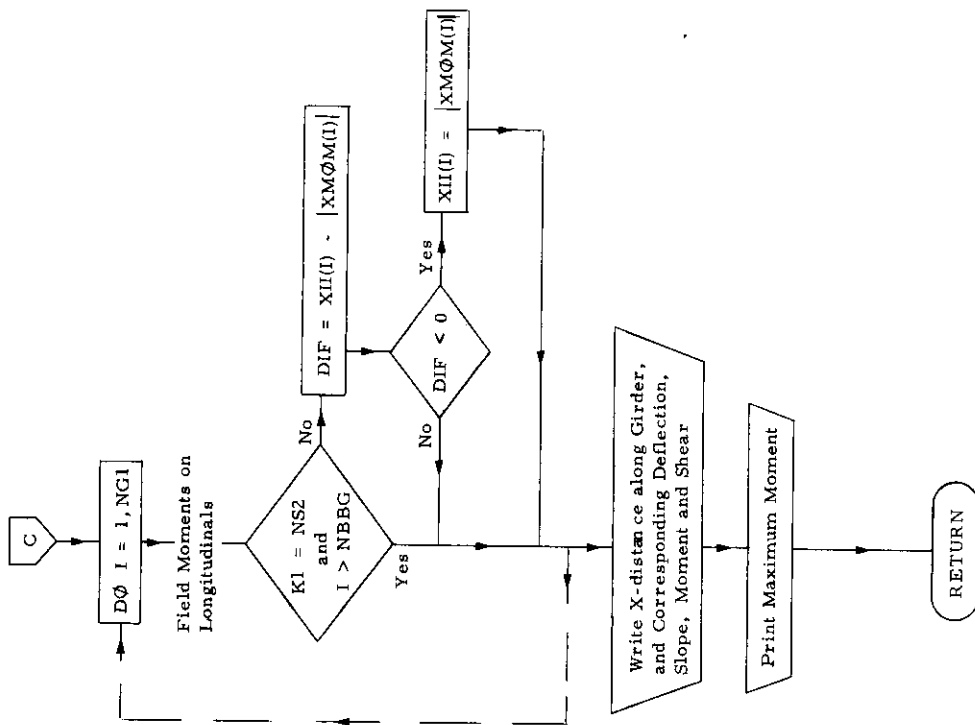 C
DØ I = 1, NG1
Field Moments on
Longitudinals
K1 = NS2
and
I > NBBG
No
Yes
DIF = XII(I) - |XMØM(I)|
DIF < 0
No
Yes
XII(I) = |XMØM(I)|
Write X-distance along Girder,
and Corresponding Deflection,
Slope, Moment and Shear
Print Maximum Moment
RETURN